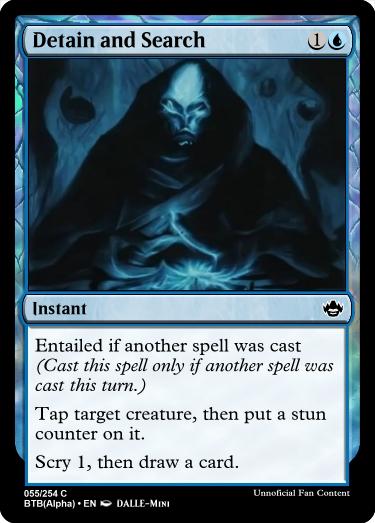 Detain and Search 1
Instant
Entailed if another spell was cast
(Cast this spell only if another spell was
cast this turn.)
Tap target creature, then put a stun
counter on it.
Scry 1, then draw a card.
055/254 C
BTB(Alpha) • EN DALLE-Mini
Unnoficial Fan Content